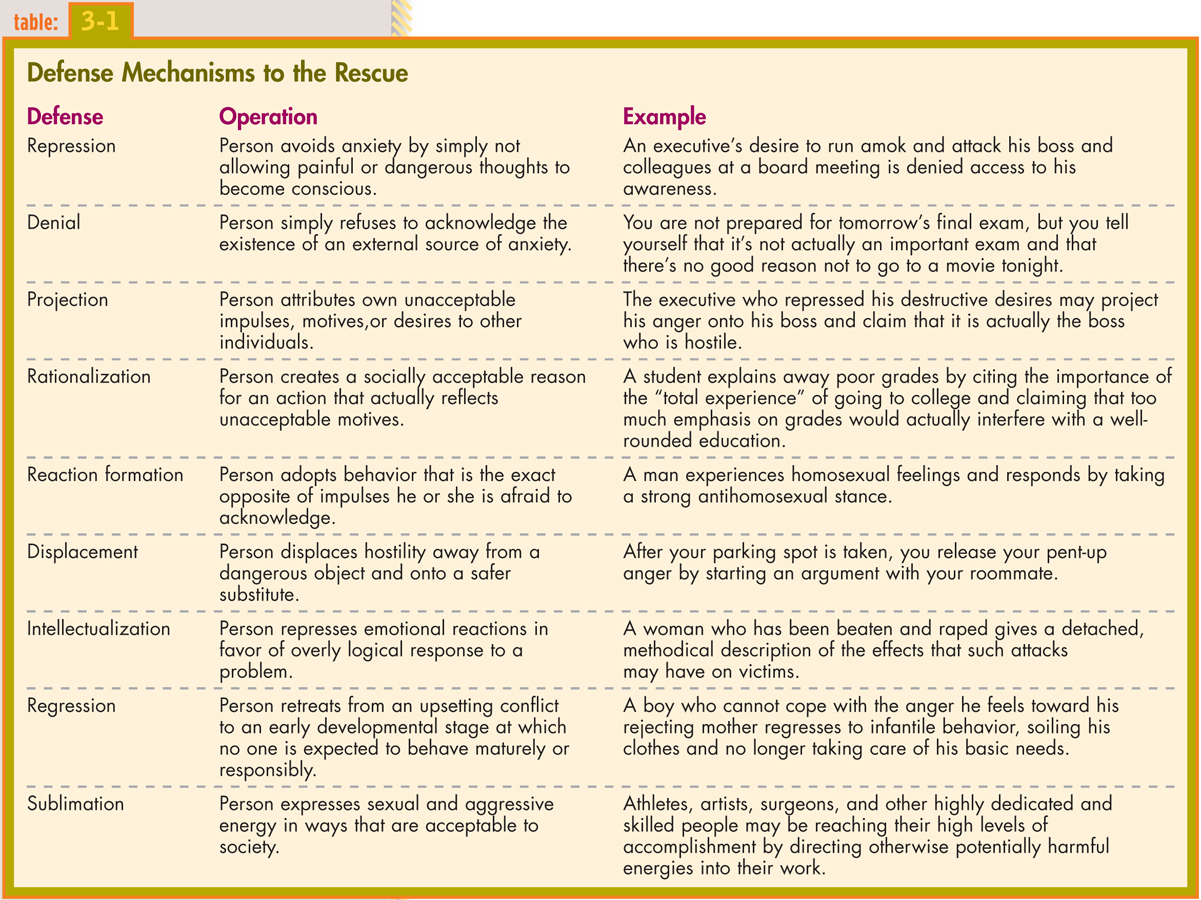 table: 3-1
Defense Mechanisms to the Rescue
Defense Operation Example
Repression Person avoids anxiety by simply not An executive's desire to run amok and attack his boss and
allowing painful or dangerous thoughts to colleagues at a board meeting is denied access to his
become conscious. awareness.
Denial Person simply refuses to acknowledge the You are not prepared for tomorrow's final exam, but you tell
existence of an external source of anxiety. yourself that it's not actually an important exam and that
there's no good reason not to go to a movie tonight.
Projection Person attributes own unacceptable The executive who repressed his destructive desires may project
impulses, motives,or desires to other his anger onto his boss and claim that it is actually the boss
individuals. who is hostile.
Rationalization Person creates a socially acceptable reason A student explains away poor grades by citing the importance of
for an action that actually reflects the “total experience” of going to college and claiming that too
unacceptable motives. much emphasis on grades would actually interfere with a well-
rounded education.
Reaction formation Person adopts behavior that is the exact A man experiences homosexual feelings and responds by taking
opposite of impulses he or she is afraid to a strong antihomosexual stance.
acknowledge.
Displacement Person displaces hostility away from a After your parking spot is taken, you release your pent-up
dangerous object and onto a safer anger by starting an argument with your roommate.
substitute.
Intellectualization Person represses emotional reactions in A woman who has been beaten and raped gives a detached,
favor of overly logical response to a methodical description of the effects that such attacks
problem. may have on victims.
Regression Person retreats from an upsetting conflict A boy who cannot cope with the anger he feels toward his
to an early developmental stage at which rejecting mother regresses to infantile behavior, soiling his
no one is expected to behave maturely or clothes and no longer taking care of his basic needs.
responsibly.
Sublimation Person expresses sexual and aggressive Athletes, artists, surgeons, and other highly dedicated and
energy in ways that are acceptable to skilled people may be reaching their high levels of
society. accomplishment by directing otherwise potentially harmful
energies into their work.